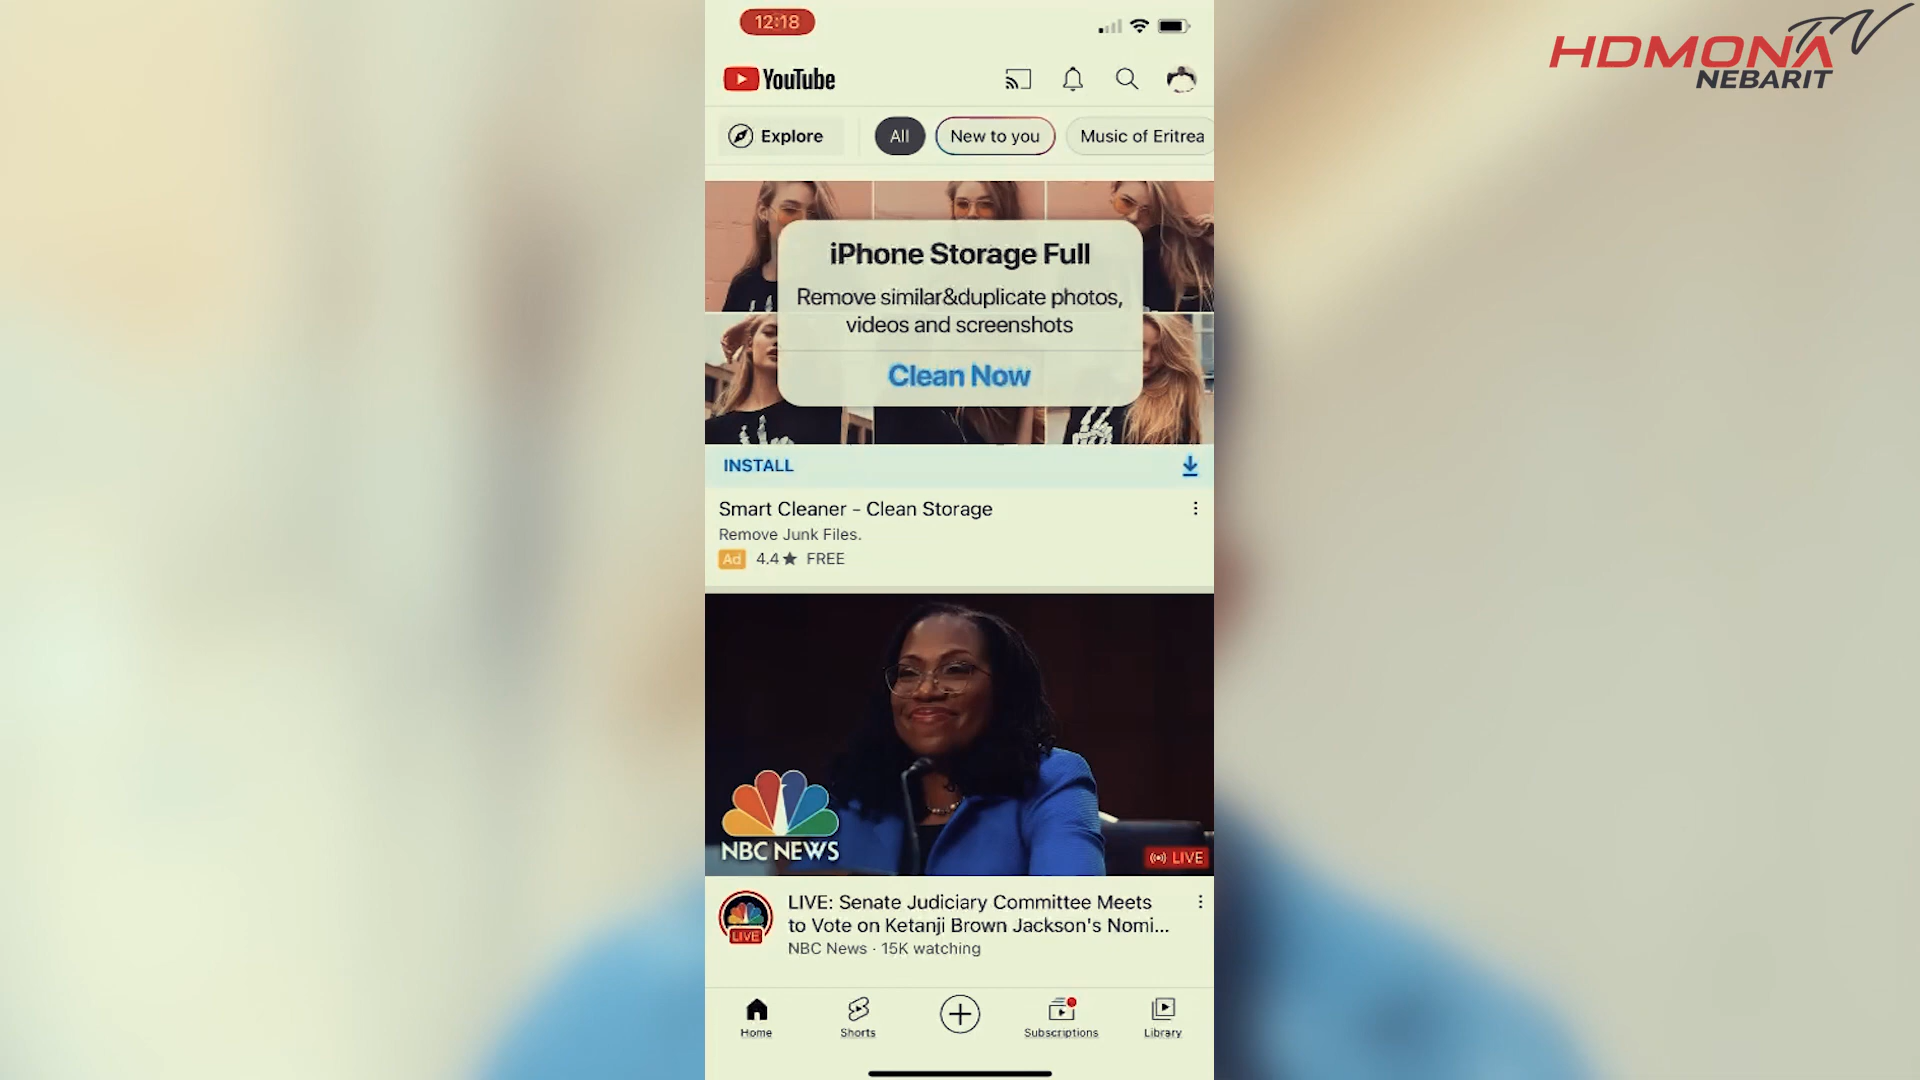 12:18
HDMONA TV
NEBARIT
YouTube
Explore
All
New to you
Music of Eritrea
iPhone Storage Full
Remove similar&duplicate photos,
videos and screenshots
Clean Now
INSTALL
Smart Cleaner - Clean Storage
Remove Junk Files.
Ad 4.4★ FREE
NBC NEWS
LIVE
LIVE: Senate Judiciary Committee Meets
to Vote on Ketanji Brown Jackson's Nomi...
LIVE
NBC News · 15K watching
Home
Shorts
Subscriptions
Library